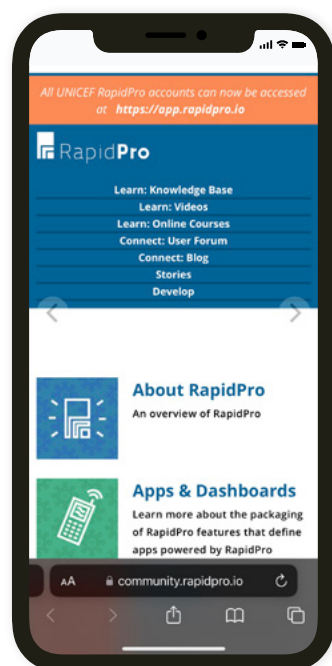 All UNICEF RapidPro accounts can now be accessed
at https://app.rapidpro.io
RapidPro
Learn: Knowledge Base
Learn: Videos
Learn: Online Courses
Connect: User Forum
Connect: Blog
Stories
Develop
About RapidPro
An overview of RapidPro
Apps & Dashboards
Learn more about the packaging
of RapidPro features that define
apps powered by RapidPro
AA community.rapidpro.io